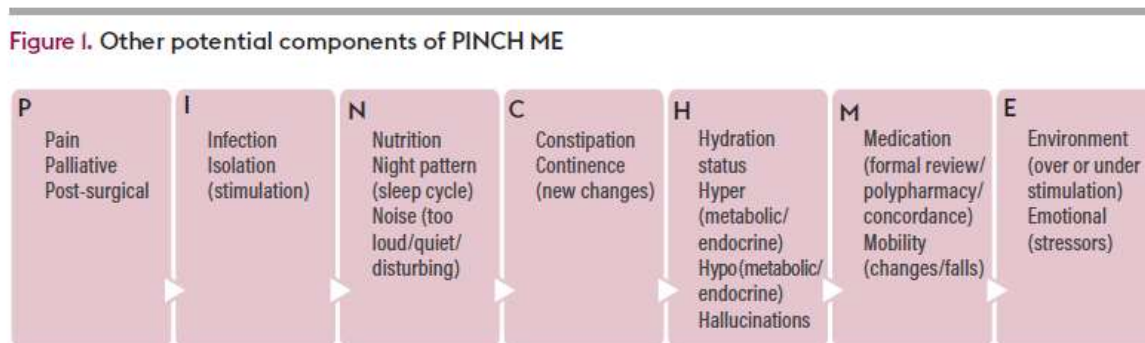 Figure 1. Other potential components of PINCH ME
P
Pain
Palliative
Post-surgical
I
Infection
Isolation
(stimulation)
N
Nutrition
Night pattern
(sleep cycle)
Noise (too
loud/quiet/
disturbing)
C
Constipation
Continence
(new changes)
H
Hydration
status
Hyper
(metabolic/
endocrine)
Hypo(metabolic/
endocrine)
Hallucinations
M
Medication
(formal review/
polypharmacy/
concordance)
Mobility
(changes/falls)
E
Environment
(over or under
stimulation)
Emotional
(stressors)